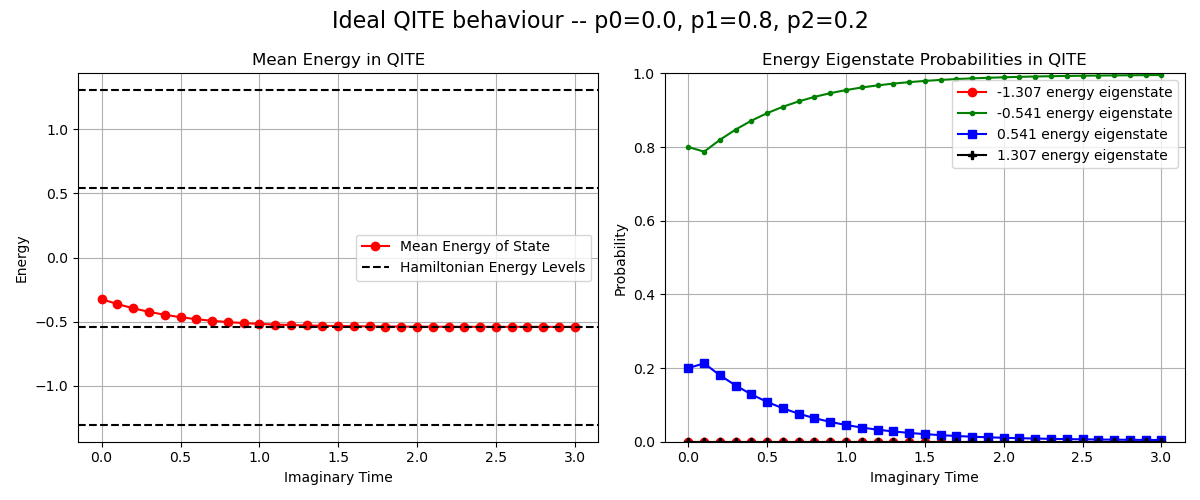 Ideal QITE behaviour -- p0=0.0, p1=0.8, p2=0.2
Mean Energy in QITE
Energy
1.0
0.5
0.0
−0.5
−1.0
Mean Energy of State
Hamiltonian Energy Levels
0.0 0.5 1.0 1.5 2.0 2.5 3.0
Imaginary Time
Energy Eigenstate Probabilities in QITE
Probability
1.0
0.8
0.6
0.4
0.2
0.0
-1.307 energy eigenstate
-0.541 energy eigenstate
0.541 energy eigenstate
1.307 energy eigenstate
0.0 0.5 1.0 1.5 2.0 2.5 3.0
Imaginary Time